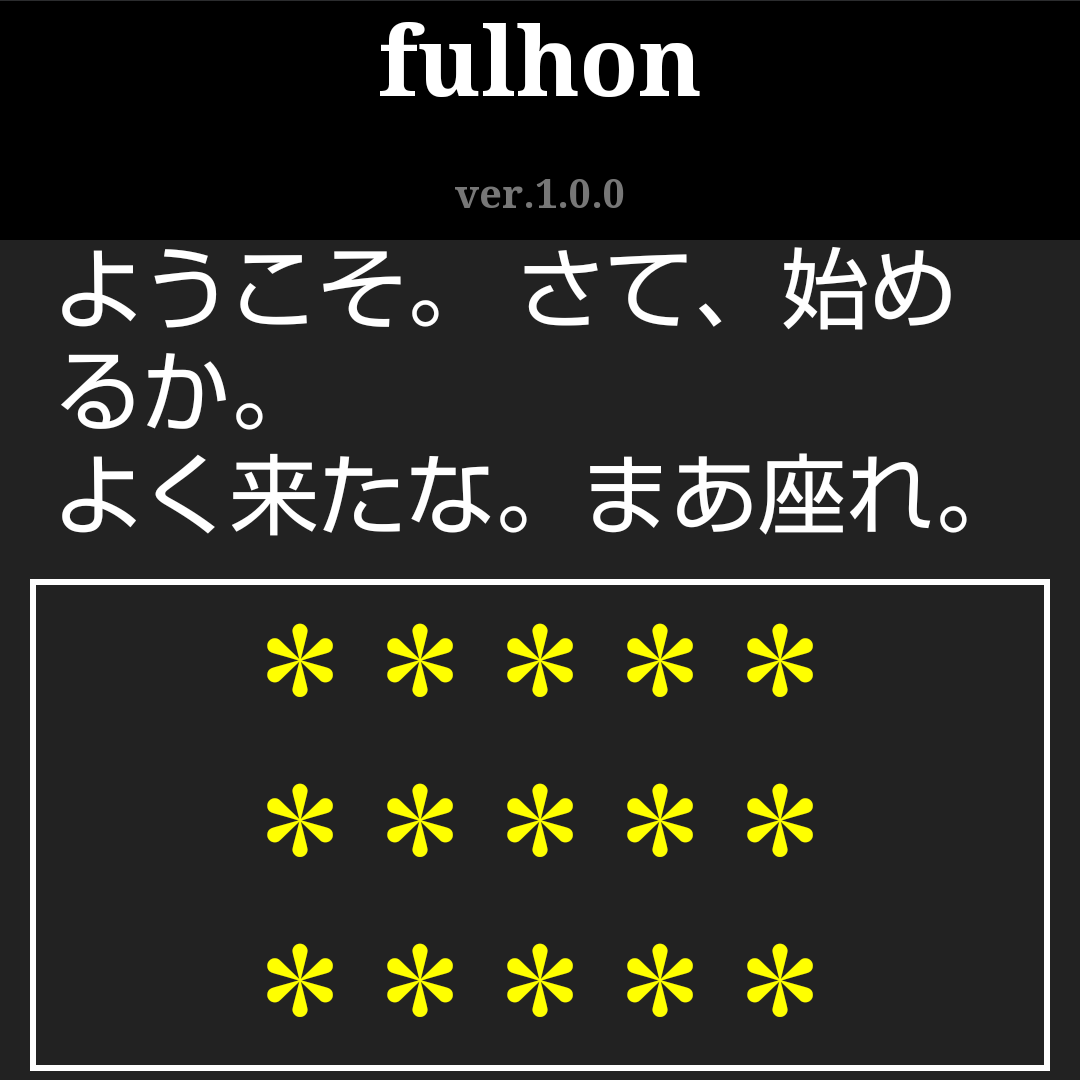 fulhon
ver.1.0.0
ようこそ。 さて、始め
るか。
よく来たな。まあ座れ。
* * * * *
* * * * *
* * * * *